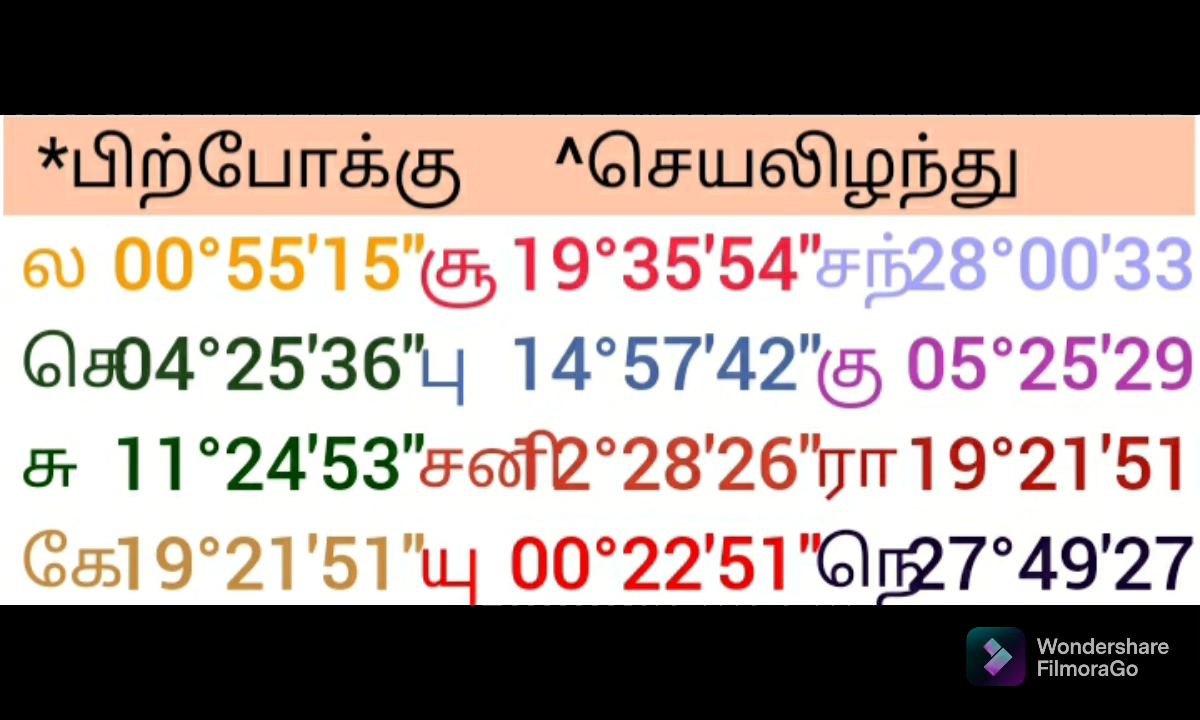 *பிற்போக்கு ^செயலிழந்து
ல 00°55'15" சூ 19°35'54" சந் 28°00'33
செ 04°25'36" பு 14°57'42" கு 05°25'29
சு 11°24'53" சனி 12°28'26" ரா 19°21'51
கே 19°21'51" யு 00°22'51" நெ 27°49'27
Wondershare
FilmoraGo